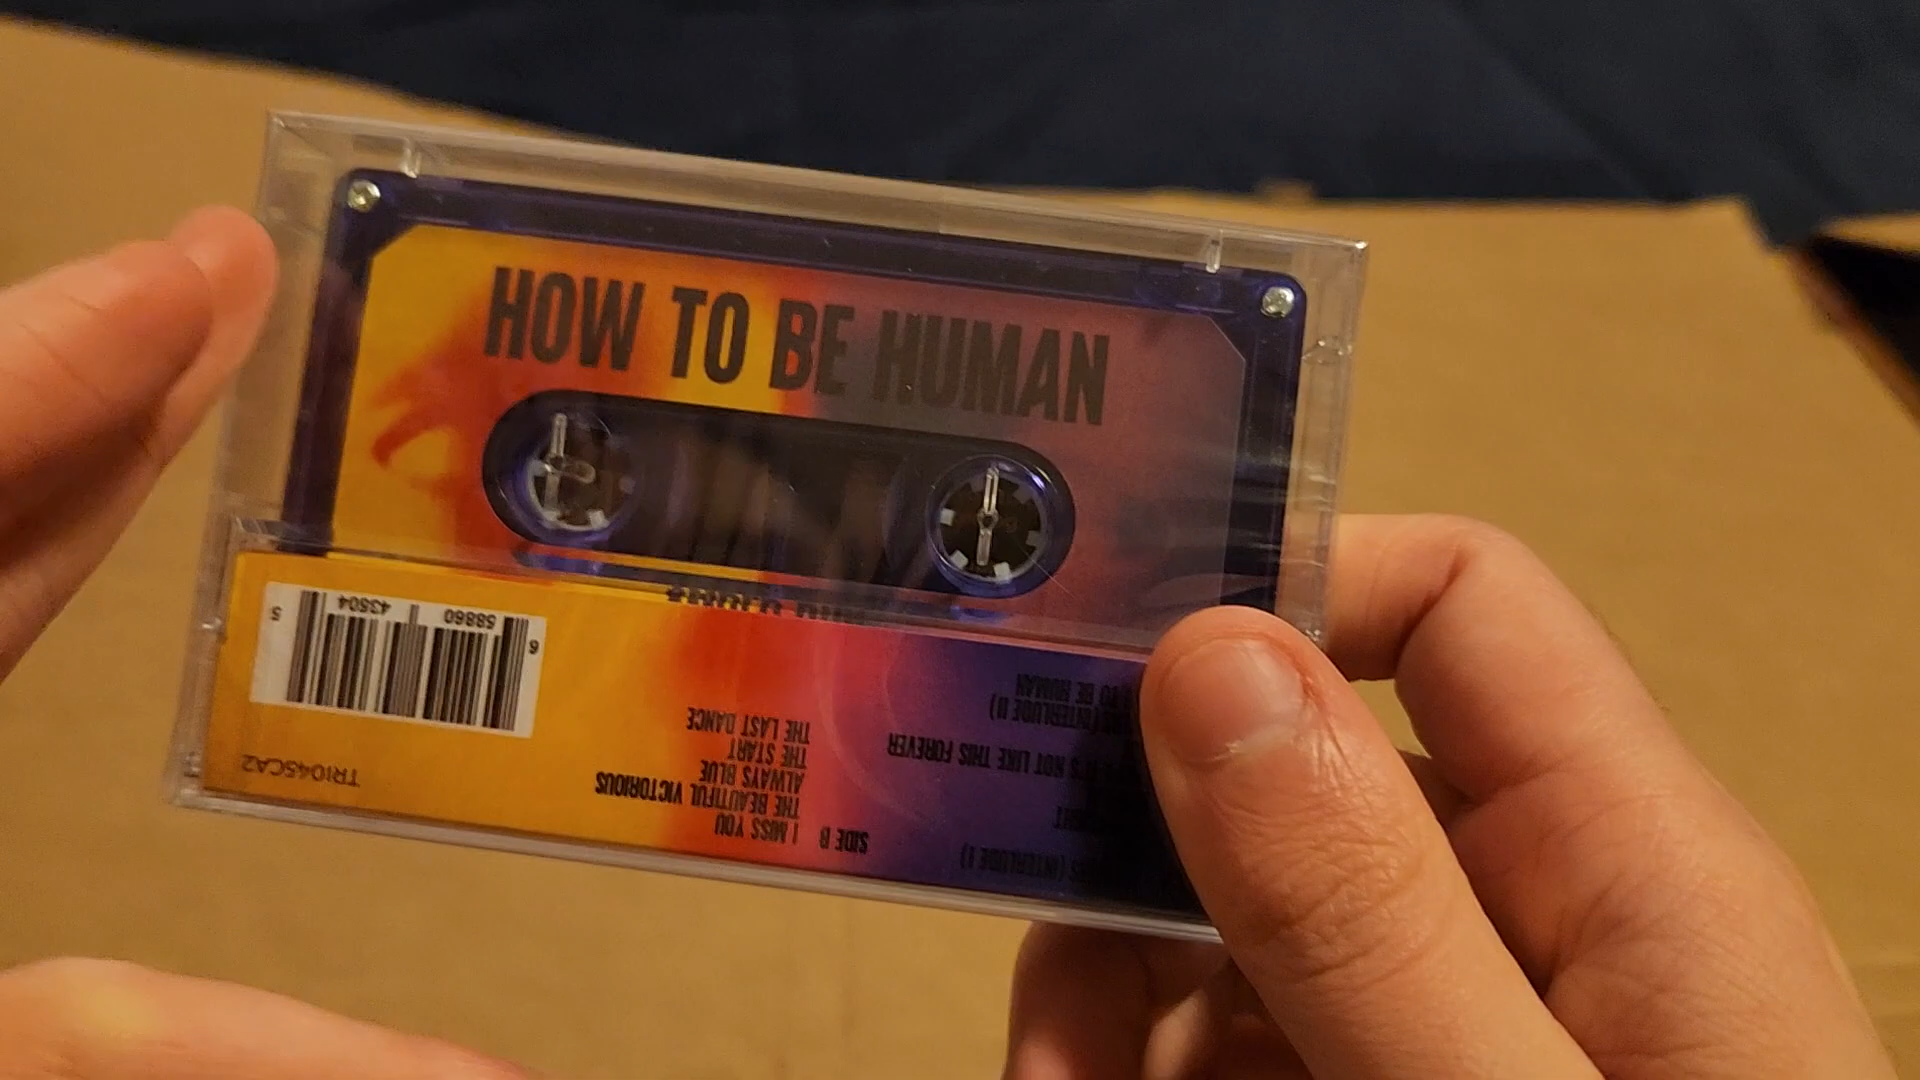 HOW TO BE HUMAN
6 58860 43504 5
TRI045CA2
SIDE B
I MISS YOU
THE BEAUTIFUL VICTORIOUS
ALWAYS BLUE
THE START
THE LAST DANCE
(INTERLUDE I)
IT'S NOT LIKE THIS FOREVER
(INTERLUDE II)
TO BE HUMAN